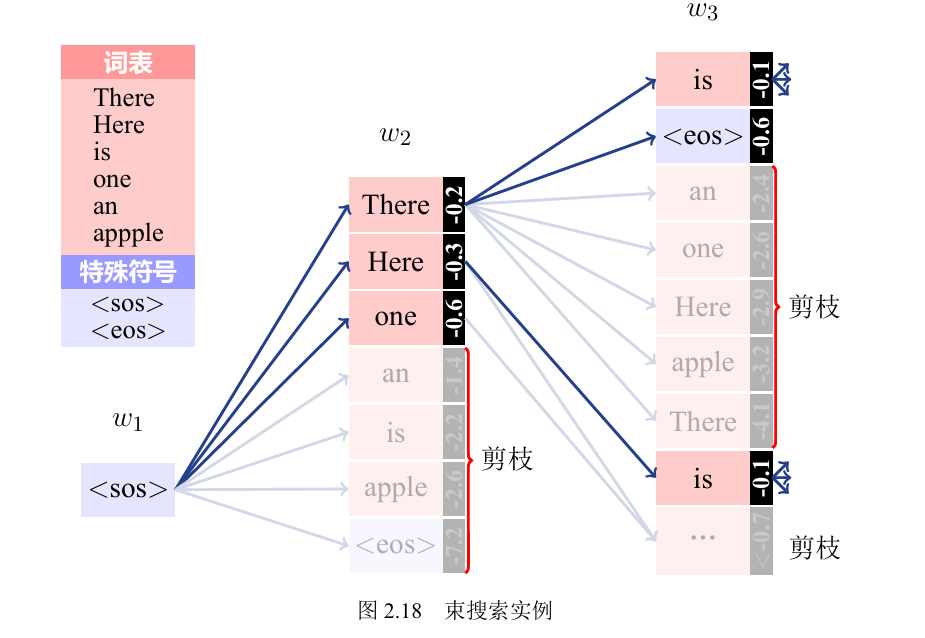 词表
There
Here
is
one
an
appple
特殊符号
<sos>
<eos>
w₁
<sos>
w₂
There -0.2
Here -0.3
one -0.6
an -1.4
is -2.2
apple -2.6
<eos> -7.2
剪枝
w₃
is -0.1
<eos> -0.6
an -2.4
one -2.6
Here -2.9
apple -3.2
There -4.1
剪枝
is -0.1
... <-0.7
剪枝
图 2.18 束搜索实例